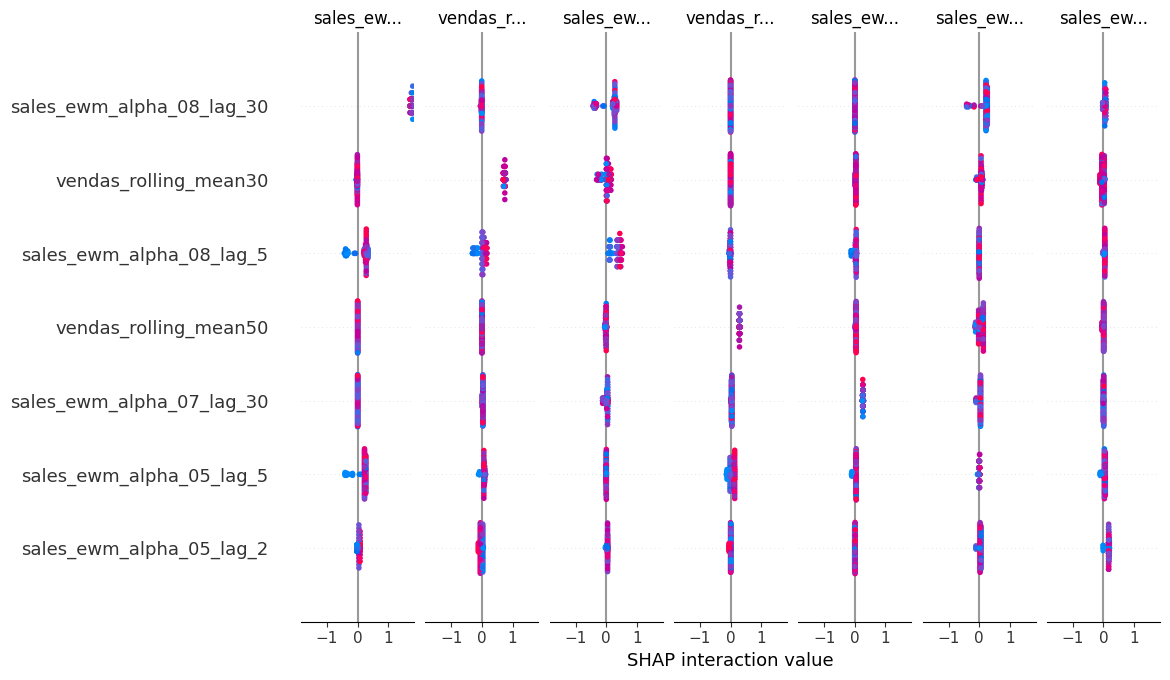 sales_ew... vendas_r... sales_ew... vendas_r... sales_ew... sales_ew... sales_ew...
sales_ewm_alpha_08_lag_30
vendas_rolling_mean30
sales_ewm_alpha_08_lag_5
vendas_rolling_mean50
sales_ewm_alpha_07_lag_30
sales_ewm_alpha_05_lag_5
sales_ewm_alpha_05_lag_2
−1 0 1 −1 0 1 −1 0 1 −1 0 1 −1 0 1 −1 0 1 −1 0 1
SHAP interaction value